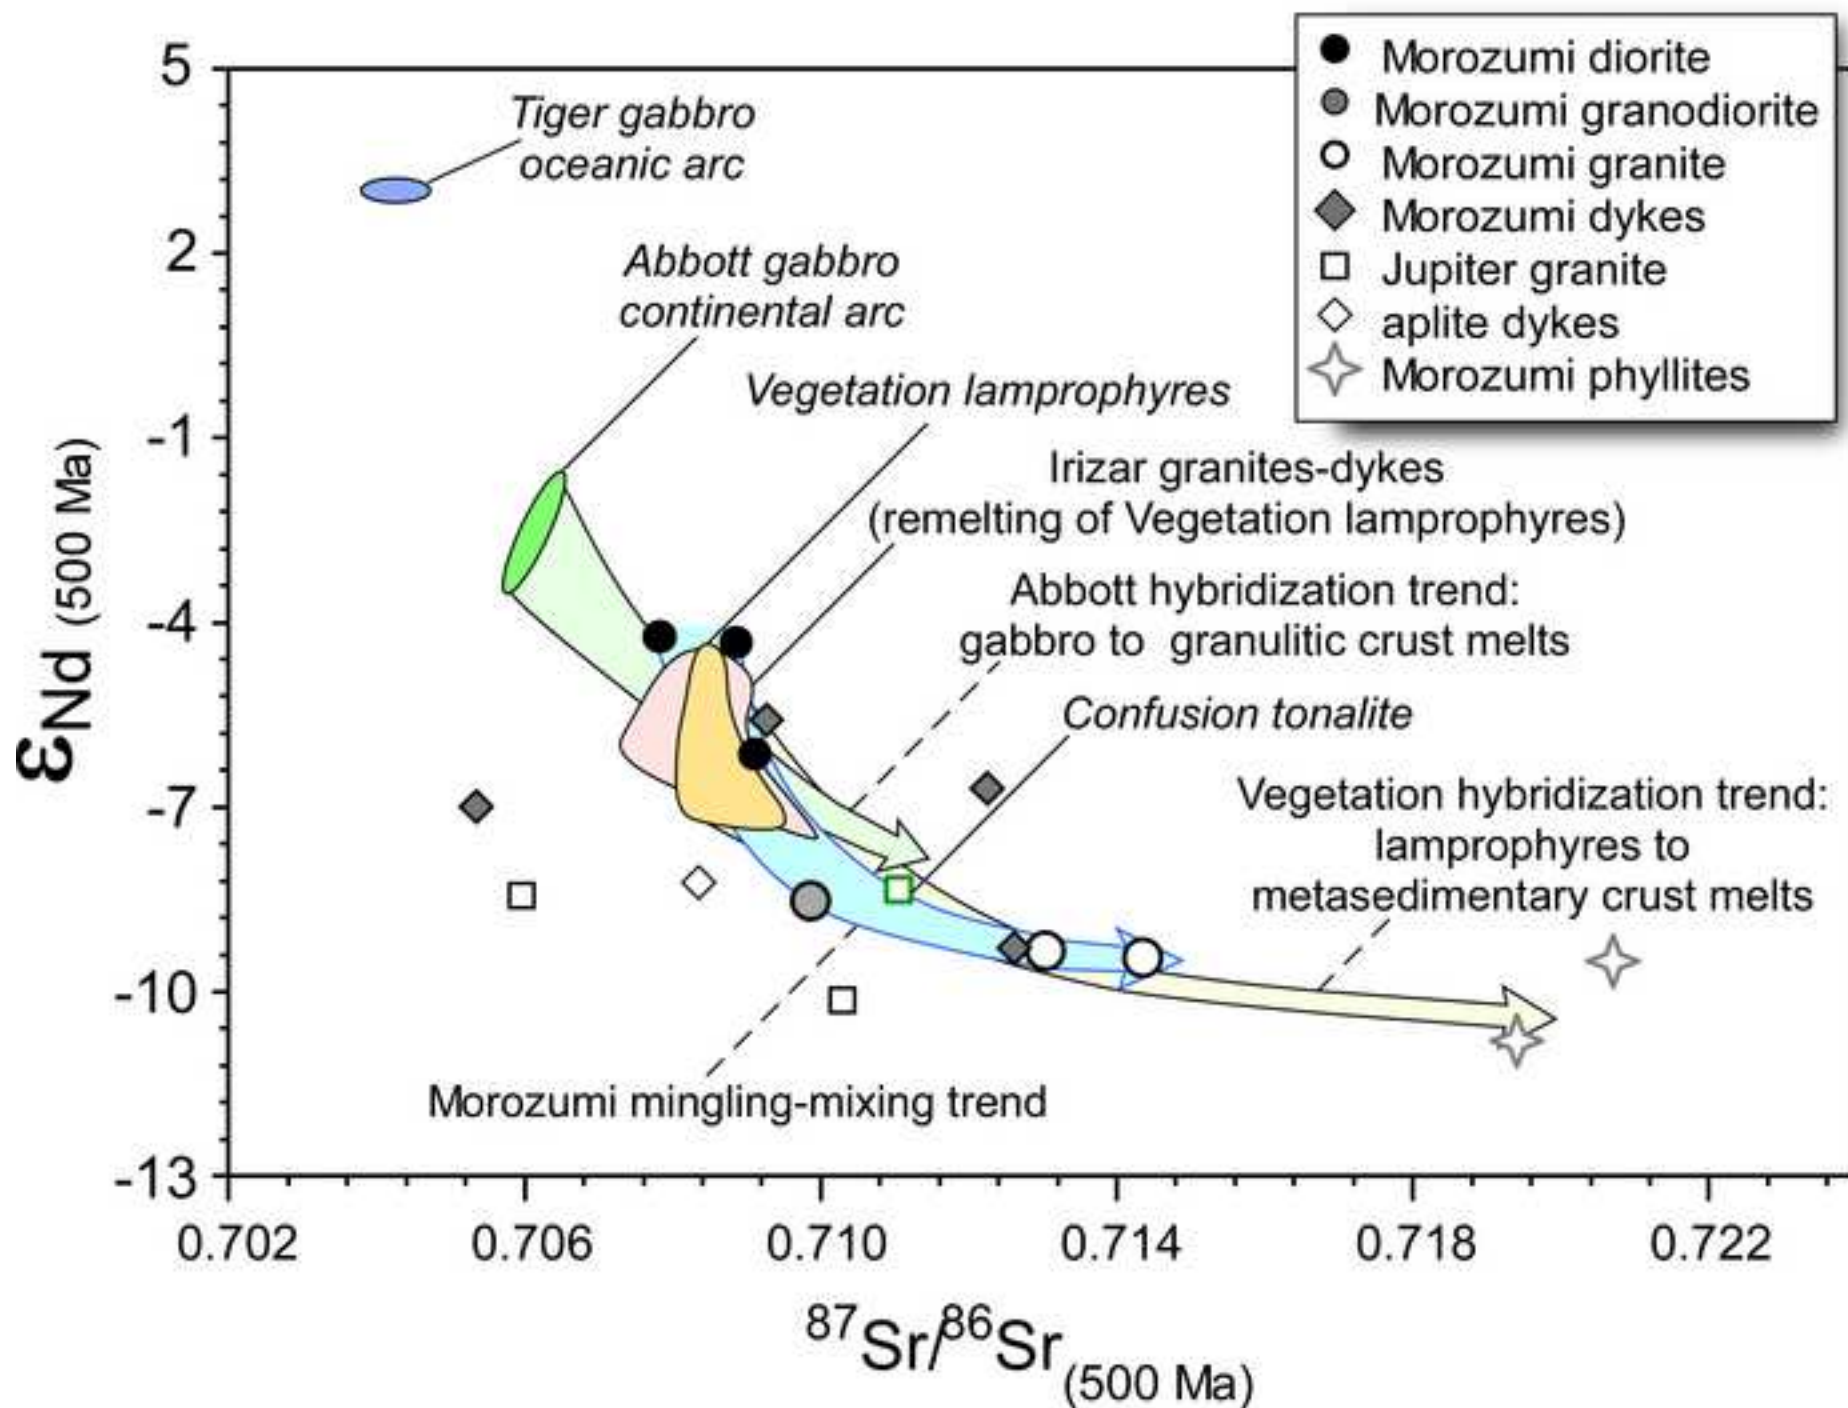 5
2
-1
-4
-7
-10
-13
εNd (500 Ma)
Tiger gabbro
oceanic arc
Abbott gabbro
continental arc
Vegetation lamprophyres
Irizar granites-dykes
(remelting of Vegetation lamprophyres)
Abbott hybridization trend:
gabbro to granulitic crust melts
Confusion tonalite
Vegetation hybridization trend:
lamprophyres to
metasedimentary crust melts
Morozumi mingling-mixing trend
Morozumi diorite
Morozumi granodiorite
Morozumi granite
Morozumi dykes
Jupiter granite
aplite dykes
Morozumi phyllites
0.702 0.706 0.710 0.714 0.718 0.722
87Sr/86Sr(500 Ma)